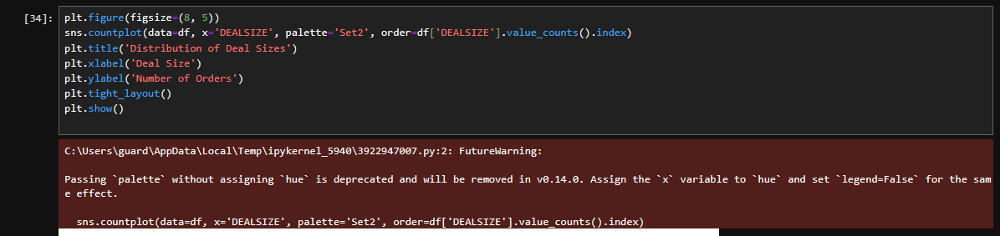 [34]: plt.figure(figsize=(8, 5))
sns.countplot(data=df, x='DEALSIZE', palette='Set2', order=df['DEALSIZE'].value_counts().index)
plt.title('Distribution of Deal Sizes')
plt.xlabel('Deal Size')
plt.ylabel('Number of Orders')
plt.tight_layout()
plt.show()
C:\Users\guard\AppData\Local\Temp\ipykernel_5940\3922947007.py:2: FutureWarning:
Passing `palette` without assigning `hue` is deprecated and will be removed in v0.14.0. Assign the `x` variable to `hue` and set `legend=False` for the sam
e effect.
sns.countplot(data=df, x='DEALSIZE', palette='Set2', order=df['DEALSIZE'].value_counts().index)